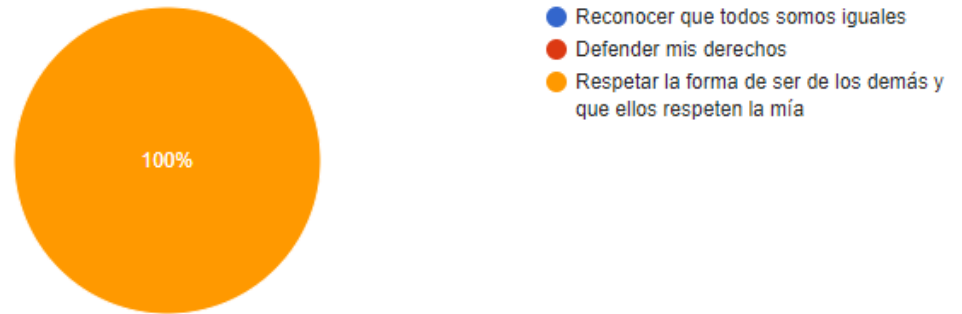 100%
Reconocer que todos somos iguales
Defender mis derechos
Respetar la forma de ser de los demás y
que ellos respeten la mía